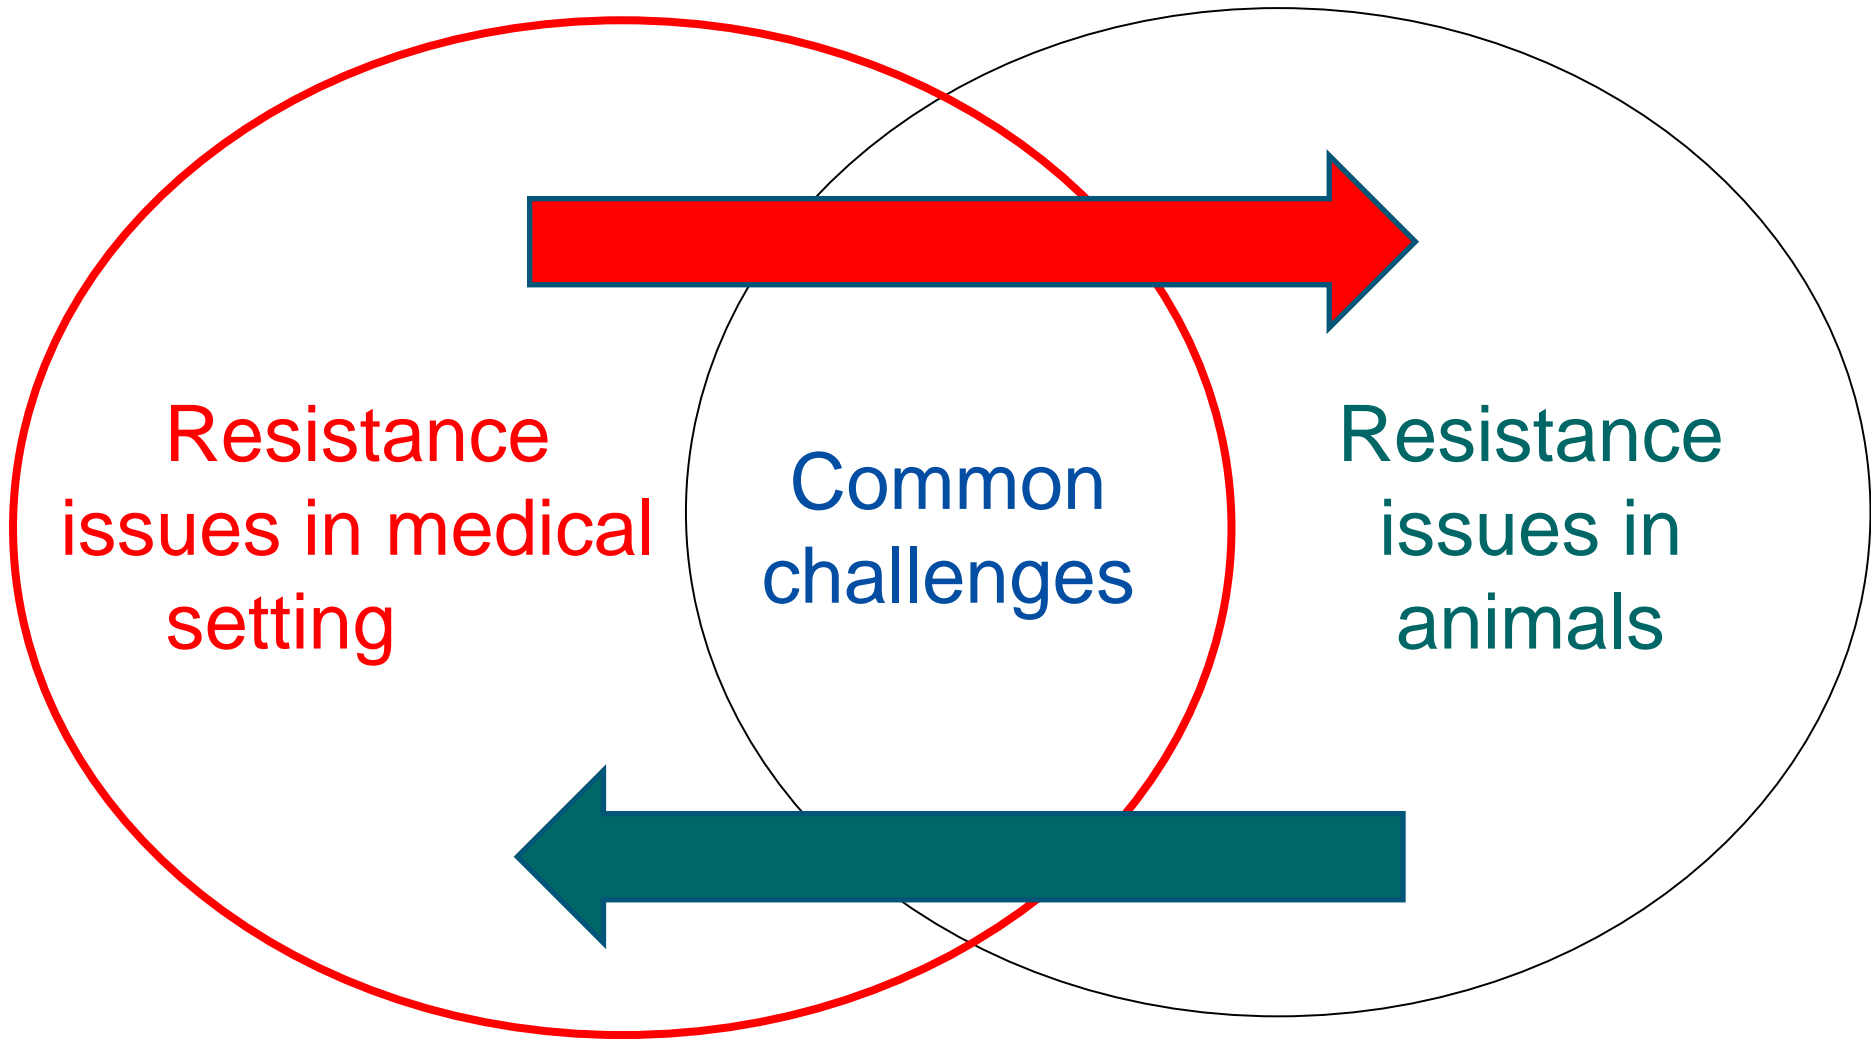 Resistance
issues in medical
setting
Common
challenges
Resistance
issues in
animals